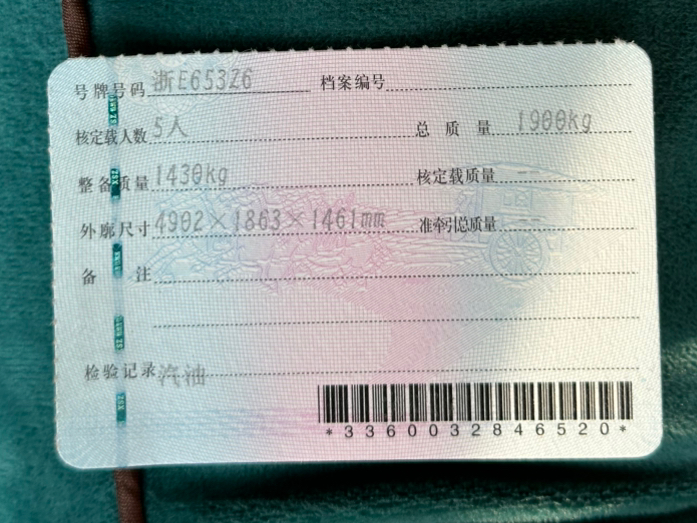 号牌号码 浙E653Z6 档案编号
核定载人数 5人 总质量 1900kg
整备质量 1430kg 核定载质量
外廓尺寸 4902×1863×1461mm 准牵引总质量
备注
检验记录 汽油
*3360032846520*